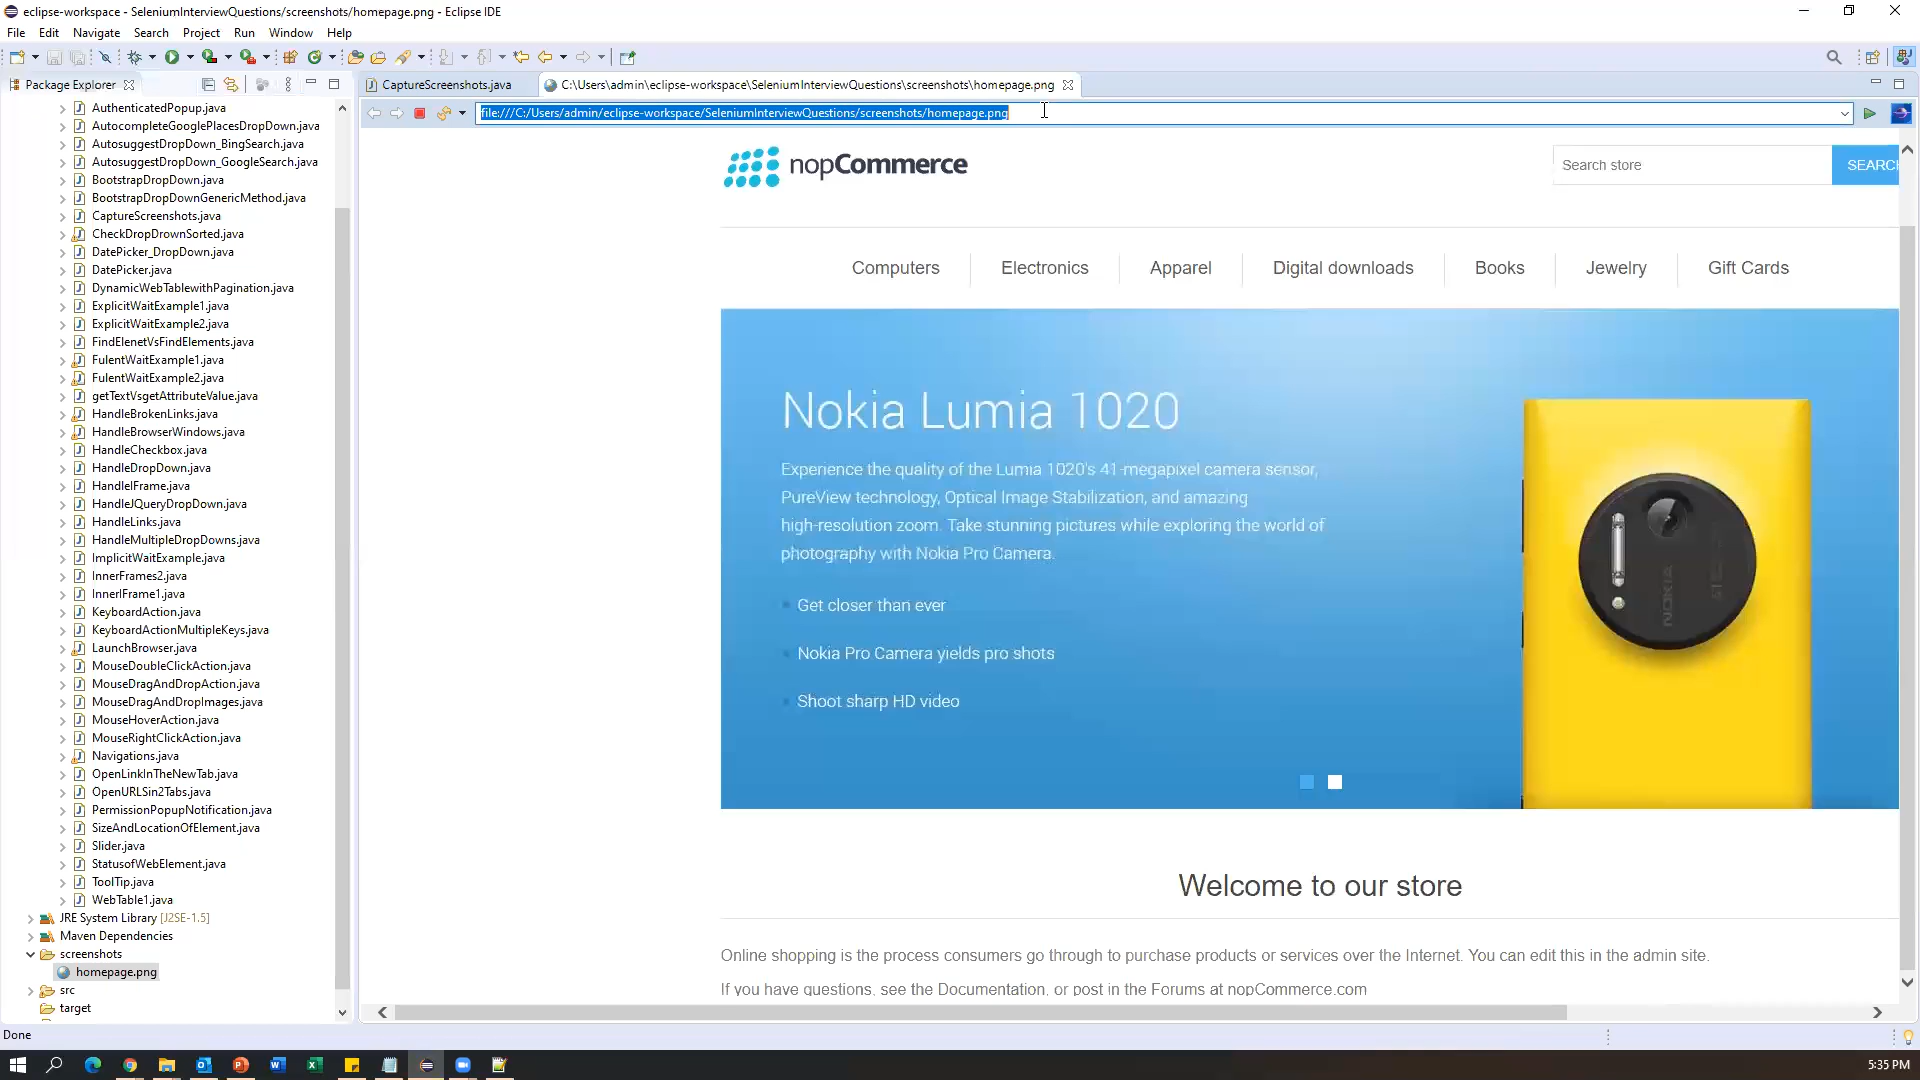 eclipse-workspace - SeleniumInterviewQuestions/screenshots/homepage.png - Eclipse IDE
File Edit Navigate Search Project Run Window Help
Package Explorer
CaptureScreenshots.java
C:\Users\admin\eclipse-workspace\SeleniumInterviewQuestions\screenshots\homepage.png
file:///C:/Users/admin/eclipse-workspace/SeleniumInterviewQuestions/screenshots/homepage.png
AuthenticatedPopup.java
AutocompleteGooglePlacesDropDown.java
AutosuggestDropDown_BingSearch.java
AutosuggestDropDown_GoogleSearch.java
BootstrapDropDown.java
BootstrapDropDownGenericMethod.java
CaptureScreenshots.java
CheckDropDrownSorted.java
DatePicker_DropDown.java
DatePicker.java
DynamicWebTablewithPagination.java
ExplicitWaitExample1.java
ExplicitWaitExample2.java
FindElenetVsFindElements.java
FulentWaitExample1.java
FulentWaitExample2.java
getTextVsgetAttributeValue.java
HandleBrokenLinks.java
HandleBrowserWindows.java
HandleCheckbox.java
HandleDropDown.java
HandleIFrame.java
HandleJQueryDropDown.java
HandleLinks.java
HandleMultipleDropDowns.java
ImplicitWaitExample.java
InnerFrames2.java
InnerIFrame1.java
KeyboardAction.java
KeyboardActionMultipleKeys.java
LaunchBrowser.java
MouseDoubleClickAction.java
MouseDragAndDropAction.java
MouseDragAndDropImages.java
MouseHoverAction.java
MouseRightClickAction.java
Navigations.java
OpenLinkInTheNewTab.java
OpenURLSin2Tabs.java
PermissionPopupNotification.java
SizeAndLocationOfElement.java
Slider.java
StatusofWebElement.java
ToolTip.java
WebTable1.java
JRE System Library [J2SE-1.5]
Maven Dependencies
screenshots
homepage.png
src
target
nopCommerce
Search store
SEARCH
Computers Electronics Apparel Digital downloads Books Jewelry Gift Cards
Nokia Lumia 1020
Experience the quality of the Lumia 1020's 41-megapixel camera sensor,
PureView technology, Optical Image Stabilization, and amazing
high-resolution zoom. Take stunning pictures while exploring the world of
photography with Nokia Pro Camera.
Get closer than ever
Nokia Pro Camera yields pro shots
Shoot sharp HD video
NOKIA
Welcome to our store
Online shopping is the process consumers go through to purchase products or services over the Internet. You can edit this in the admin site.
If you have questions, see the Documentation, or post in the Forums at nopCommerce.com
Done
5:35 PM